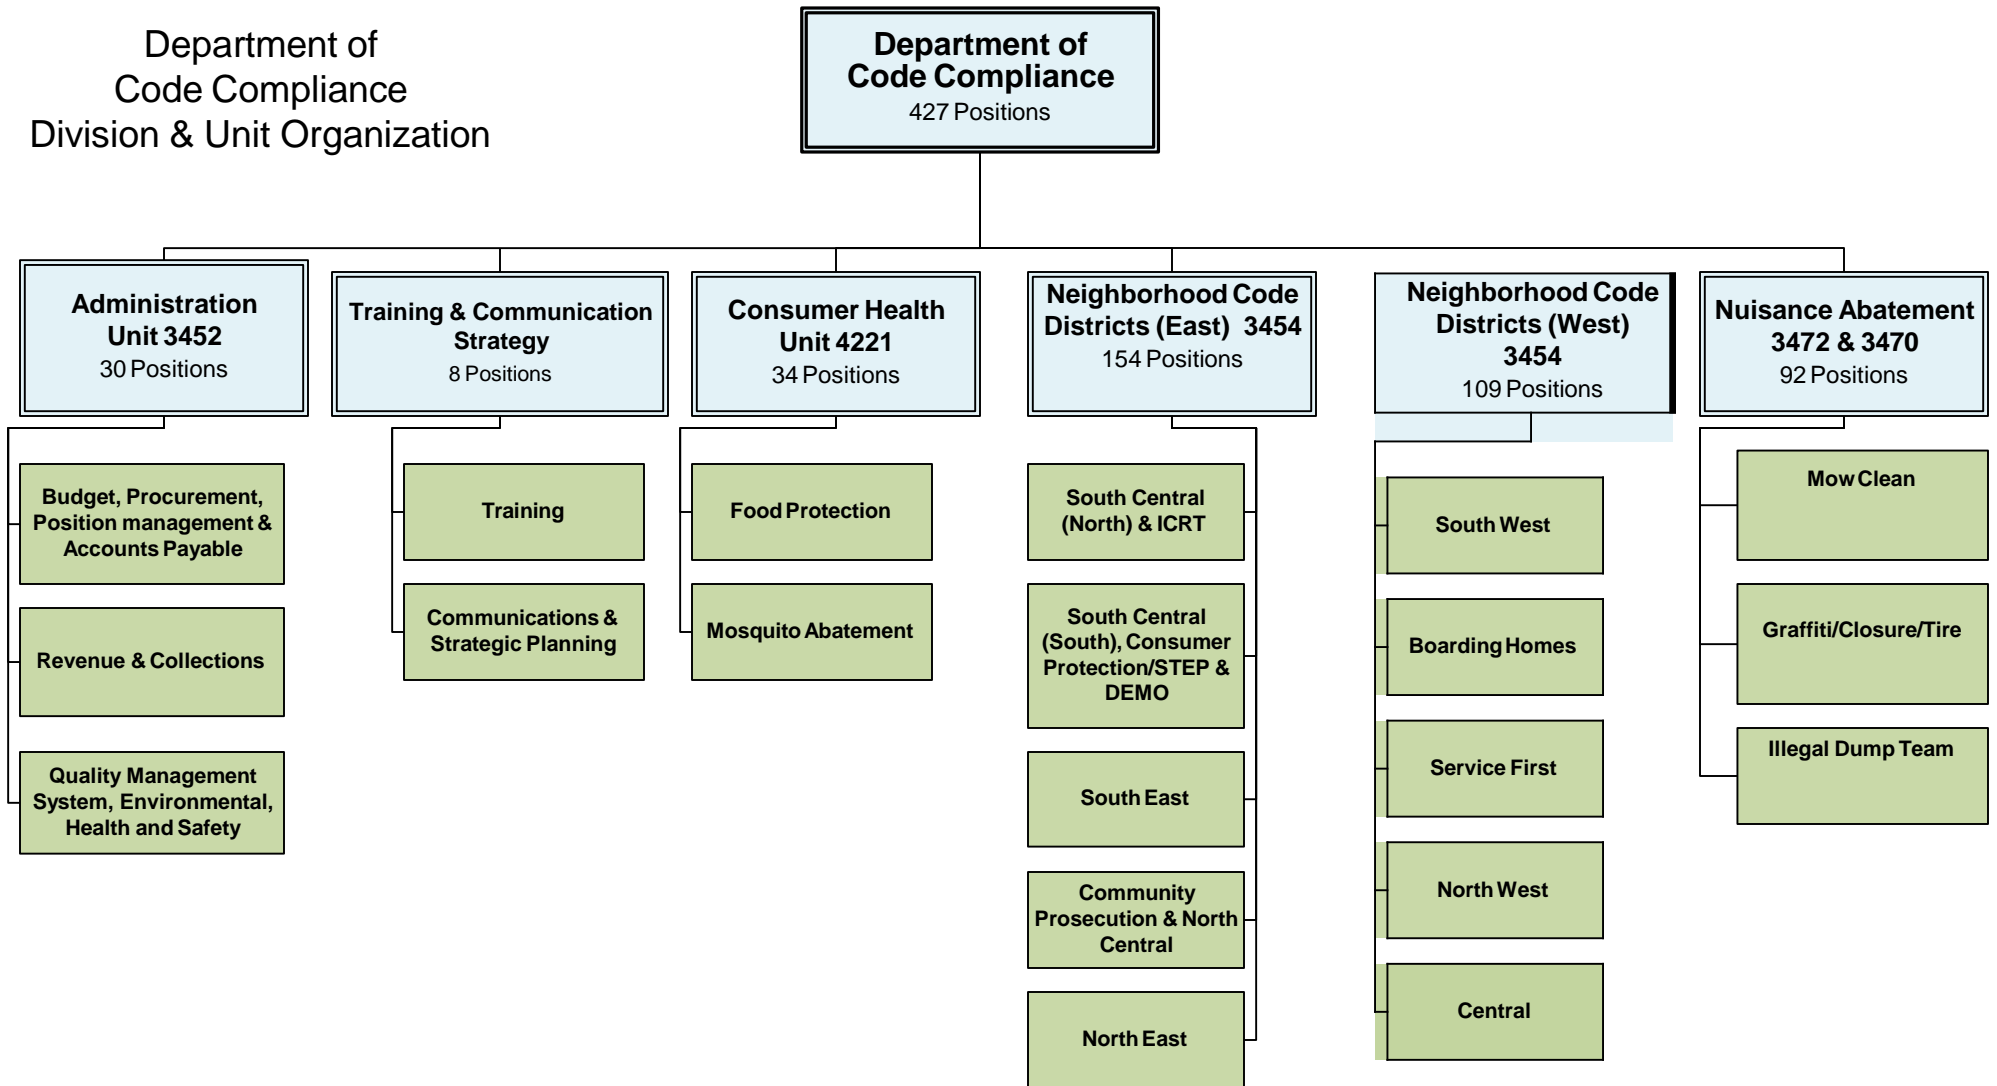 Department of
Code Compliance
Division & Unit Organization
Department of
Code Compliance
427 Positions
Administration
Unit 3452
30 Positions
Training & Communication
Strategy
8 Positions
Consumer Health
Unit 4221
34 Positions
Neighborhood Code
Districts (East) 3454
154 Positions
Neighborhood Code
Districts (West)
3454
109 Positions
Nuisance Abatement
3472 & 3470
92 Positions
Budget, Procurement,
Position management &
Accounts Payable
Revenue & Collections
Quality Management
System, Environmental,
Health and Safety
Training
Communications &
Strategic Planning
Food Protection
Mosquito Abatement
South Central
(North) & ICRT
South Central
(South), Consumer
Protection/STEP &
DEMO
South East
Community
Prosecution & North
Central
North East
South West
Boarding Homes
Service First
North West
Central
Mow Clean
Graffiti/Closure/Tire
Illegal Dump Team